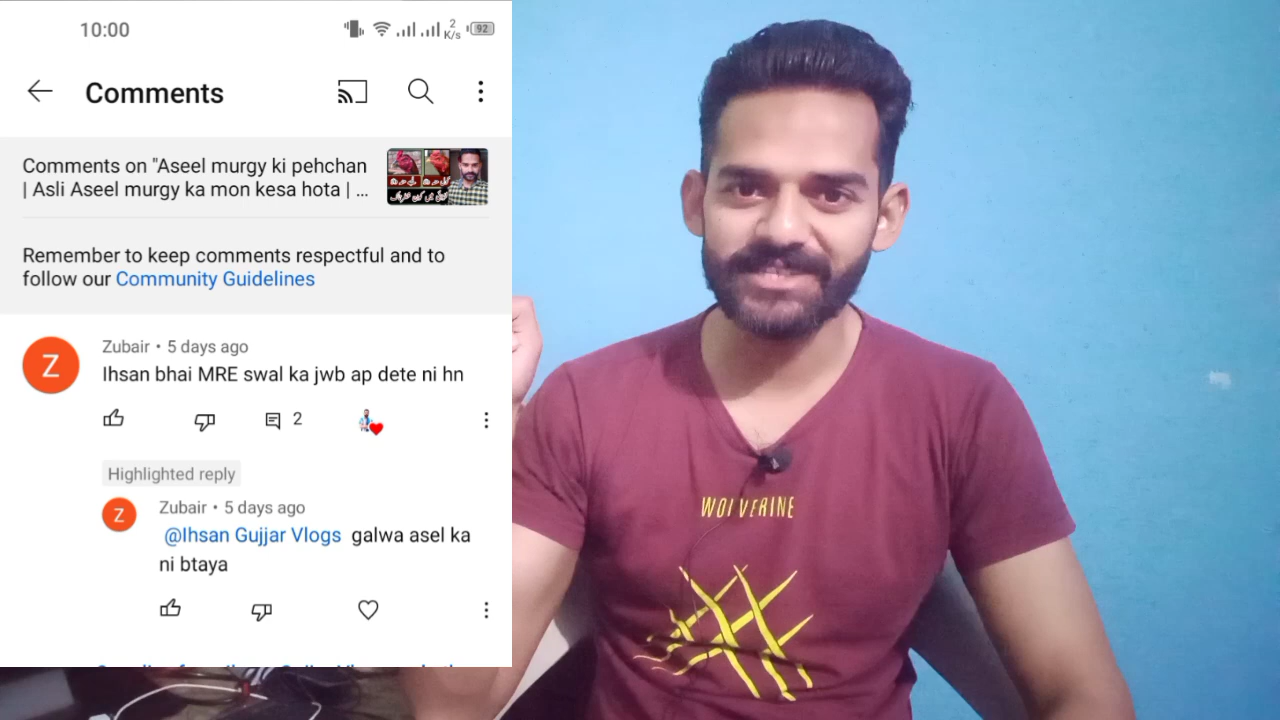 10:00
2
K/s
92
Comments
Comments on "Aseel murgy ki pehchan
| Asli Aseel murgy ka mon kesa hota | ...
Remember to keep comments respectful and to
follow our Community Guidelines
Z
Zubair • 5 days ago
Ihsan bhai MRE swal ka jwb ap dete ni hn
2
Highlighted reply
Z
Zubair • 5 days ago
@Ihsan Gujjar Vlogs galwa asel ka
ni btaya
WOLVERINE